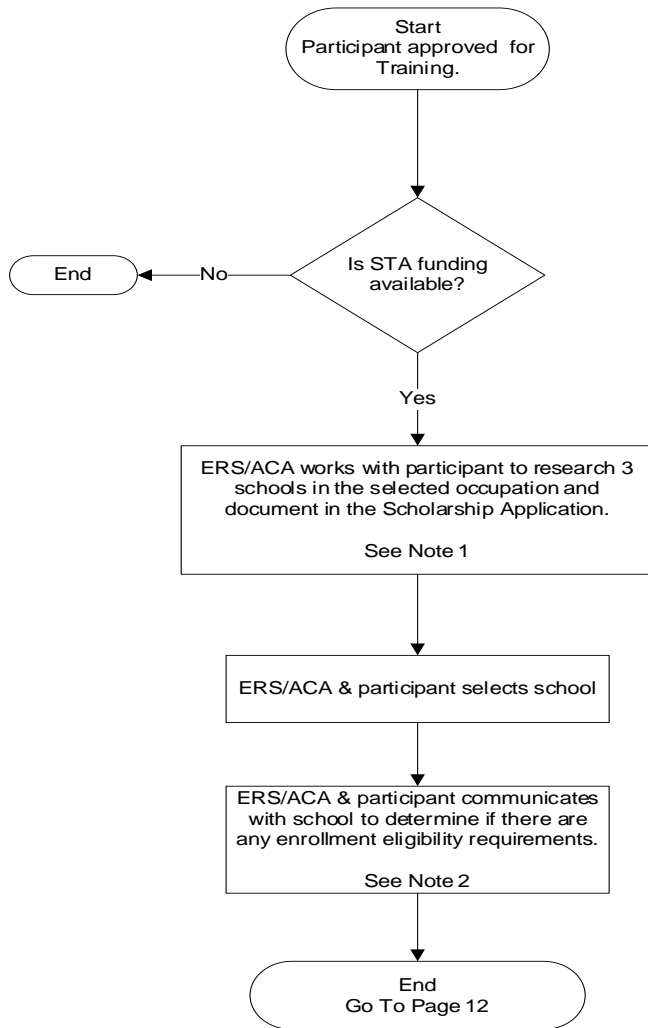 Start
Participant approved for
Training.
Is STA funding
available?
No
End
Yes
ERS/ACA works with participant to research 3
schools in the selected occupation and
document in the Scholarship Application.
See Note 1
ERS/ACA & participant selects school
ERS/ACA & participant communicates
with school to determine if there are
any enrollment eligibility requirements.
See Note 2
End
Go To Page 12